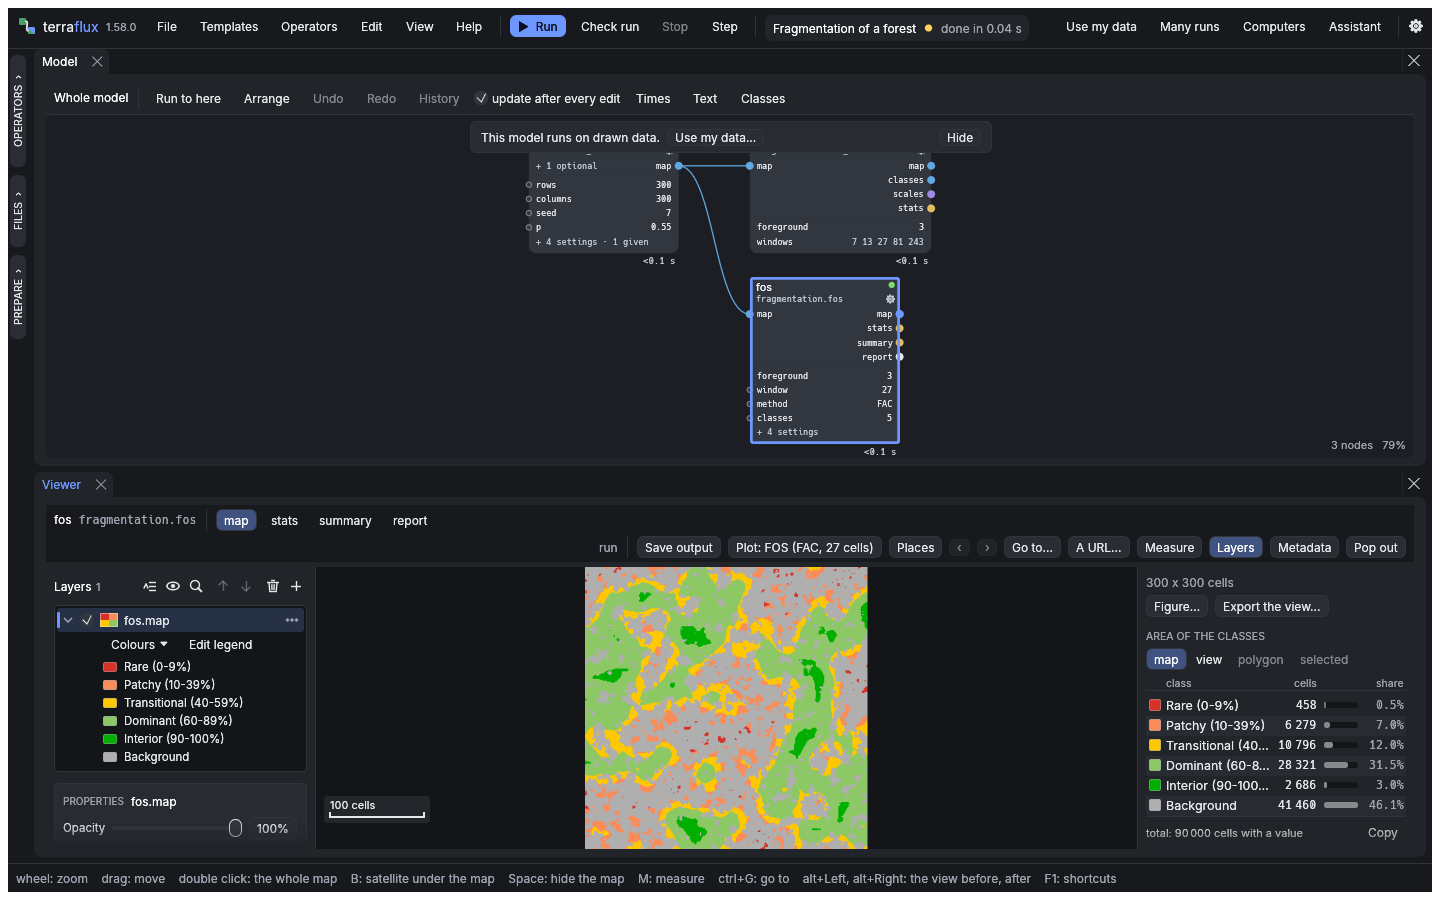 terraflux 1.58.0 File Templates Operators Edit View Help Run Check run Stop Step Fragmentation of a forest done in 0.04 s Use my data Many runs Computers Assistant
Model
OPERATORS
FILES
PREPARE
Whole model Run to here Arrange Undo Redo History update after every edit Times Text Classes
This model runs on drawn data. Use my data... Hide
+ 1 optional map
rows 300
columns 300
seed 7
p 0.55
+ 4 settings · 1 given
<0.1 s
map map
classes
scales
stats
foreground 3
windows 7 13 27 81 243
<0.1 s
fos
fragmentation.fos
map map
stats
summary
report
foreground 3
window 27
method FAC
classes 5
+ 4 settings
<0.1 s
3 nodes 79%
Viewer
fos fragmentation.fos map stats summary report
run Save output Plot: FOS (FAC, 27 cells) Places ‹ › Go to... A URL... Measure Layers Metadata Pop out
Layers 1
fos.map
Colours Edit legend
Rare (0-9%)
Patchy (10-39%)
Transitional (40-59%)
Dominant (60-89%)
Interior (90-100%)
Background
PROPERTIES fos.map
Opacity 100%
100 cells
300 x 300 cells
Figure... Export the view...
AREA OF THE CLASSES
map view polygon selected
class cells share
Rare (0-9%) 458 0.5%
Patchy (10-39%) 6 279 7.0%
Transitional (40... 10 796 12.0%
Dominant (60-8... 28 321 31.5%
Interior (90-100... 2 686 3.0%
Background 41 460 46.1%
total: 90 000 cells with a value Copy
wheel: zoom drag: move double click: the whole map B: satellite under the map Space: hide the map M: measure ctrl+G: go to alt+Left, alt+Right: the view before, after F1: shortcuts